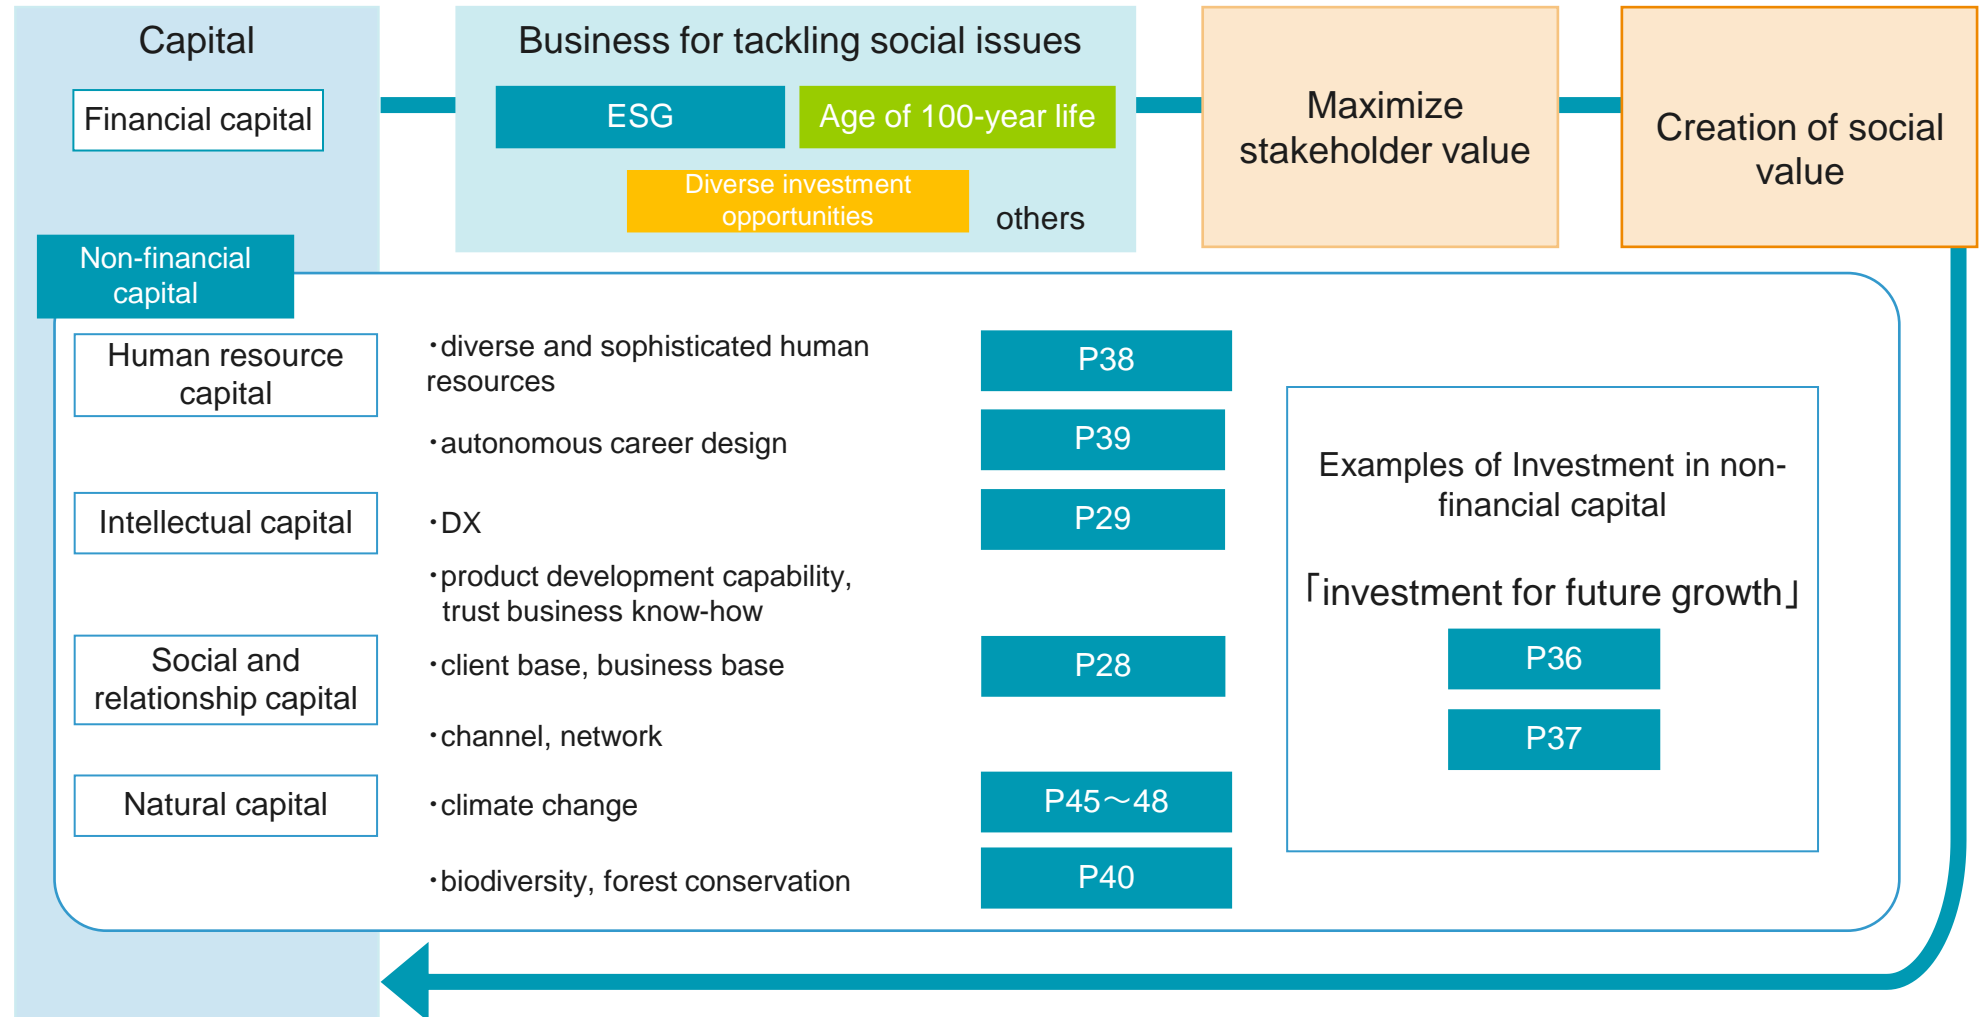 Capital
Financial capital
Business for tackling social issues
ESG
Age of 100-year life
Diverse investment
opportunities
others
Maximize
stakeholder value
Creation of social
value
Non-financial
capital
Human resource
capital
・diverse and sophisticated human
resources
P38
・autonomous career design
P39
Intellectual capital
・DX
P29
・product development capability,
trust business know-how
Social and
relationship capital
・client base, business base
P28
・channel, network
Natural capital
・climate change
P45～48
・biodiversity, forest conservation
P40
Examples of Investment in non-
financial capital
「investment for future growth」
P36
P37